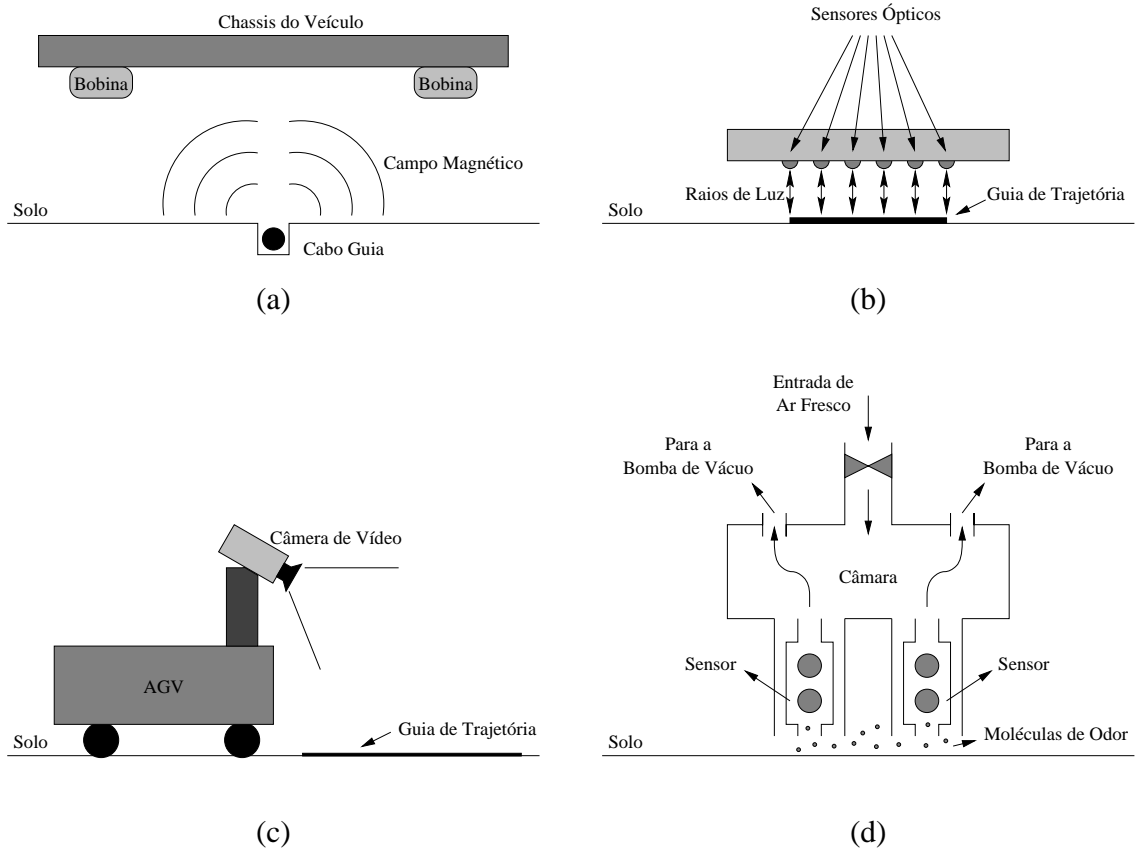 Chassis do Veículo
Bobina
Bobina
Campo Magnético
Solo
Cabo Guia
(a)
Sensores Ópticos
Raios de Luz
Guia de Trajetória
Solo
(b)
Câmera de Vídeo
AGV
Guia de Trajetória
Solo
(c)
Entrada de
Ar Fresco
Para a
Bomba de Vácuo
Para a
Bomba de Vácuo
Câmara
Sensor
Sensor
Moléculas de Odor
Solo
(d)